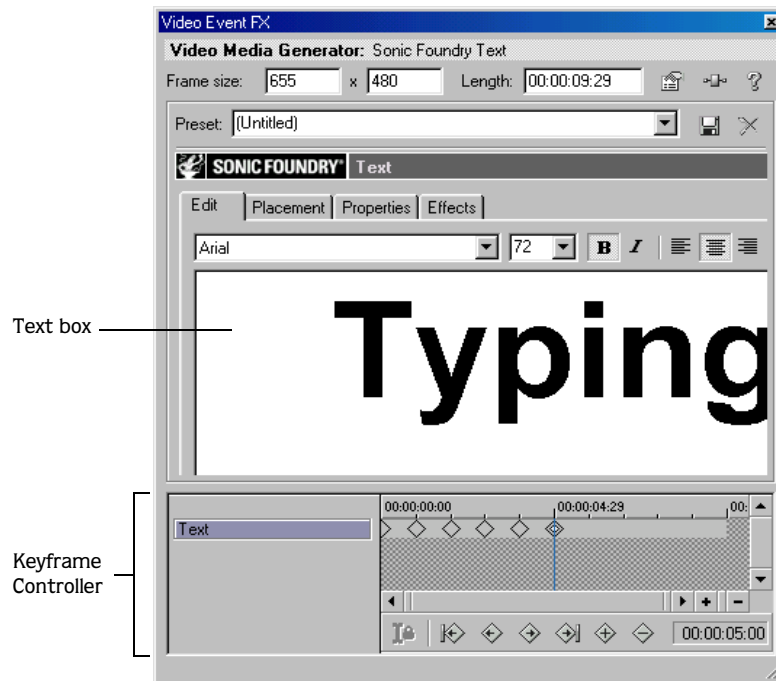 Video Event FX
Video Media Generator: Sonic Foundry Text
Frame size: 655 x 480 Length: 00:00:09:29
Preset: (Untitled)
SONIC FOUNDRY® Text
Edit Placement Properties Effects
Arial 72 B I
Text box
Typing
00:00:00:00 00:00:04:29 00:
Text
Keyframe
Controller
00:00:05:00